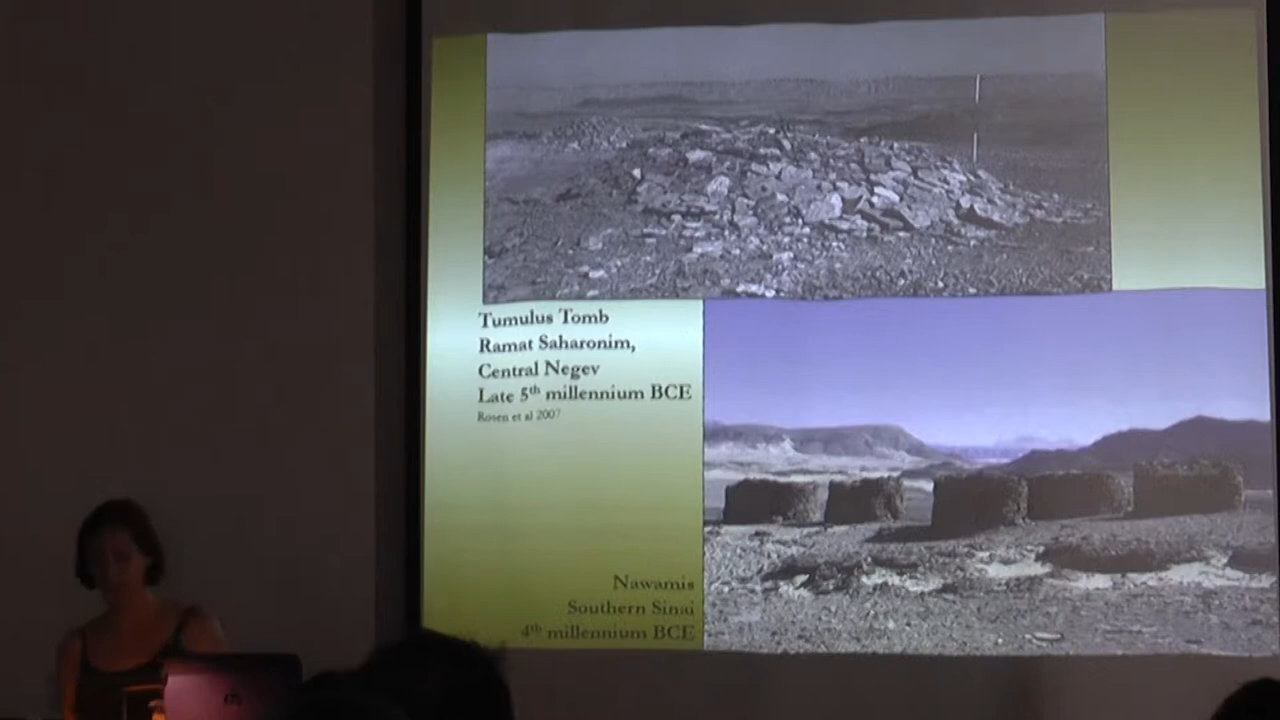 Tumulus Tomb
Ramat Saharonim,
Central Negev
Late 5th millennium BCE
Rosen et al 2007
Nawamis
Southern Sinai
4th millennium BCE